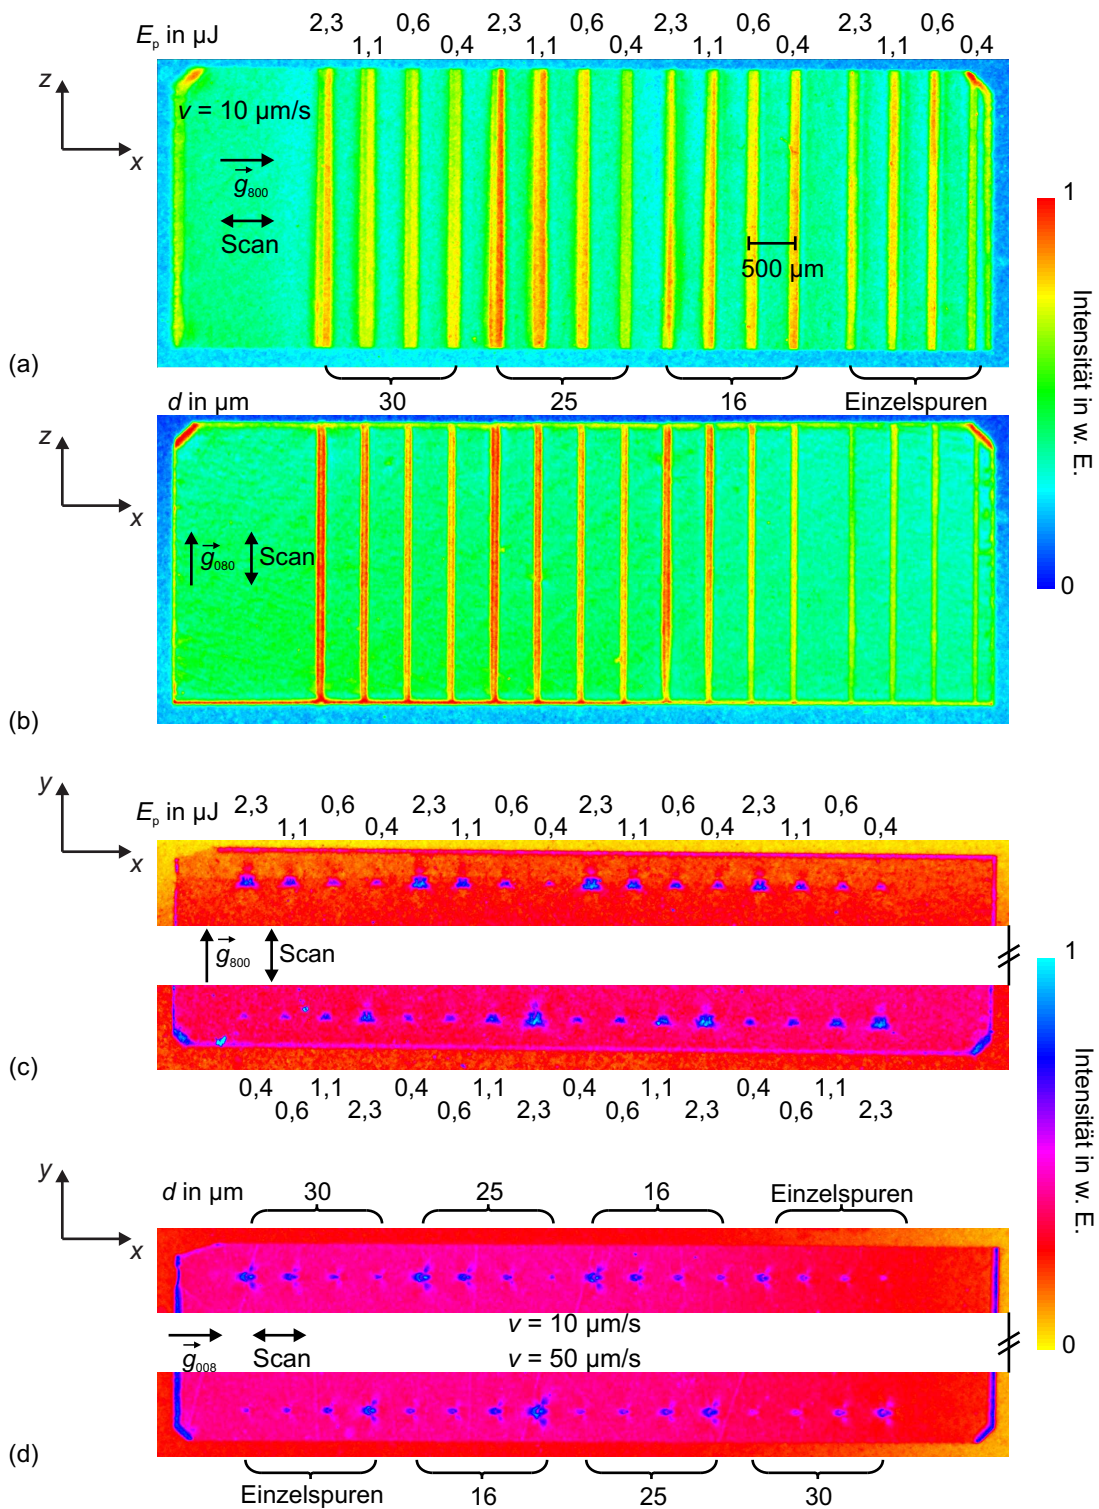 2,3 0,6 2,3 0,6 2,3 0,6 2,3 0,6
Eₚ in µJ 1,1 0,4 1,1 0,4 1,1 0,4 1,1 0,4
z
v = 10 µm/s
x
g₈₀₀
Scan
500 µm
1
Intensität in w. E.
0
(a)
d in µm 30 25 16 Einzelspuren
z
x
g₀₈₀ Scan
(b)
y
Eₚ in µJ 2,3 0,6 2,3 0,6 2,3 0,6 2,3 0,6
1,1 0,4 1,1 0,4 1,1 0,4 1,1 0,4
x
g₈₀₀ Scan
1
Intensität in w. E.
0
(c)
0,4 1,1 0,4 1,1 0,4 1,1 0,4 1,1
0,6 2,3 0,6 2,3 0,6 2,3 0,6 2,3
y
d in µm 30 25 16 Einzelspuren
x
v = 10 µm/s
g₀₀₈ Scan v = 50 µm/s
(d)
Einzelspuren 16 25 30